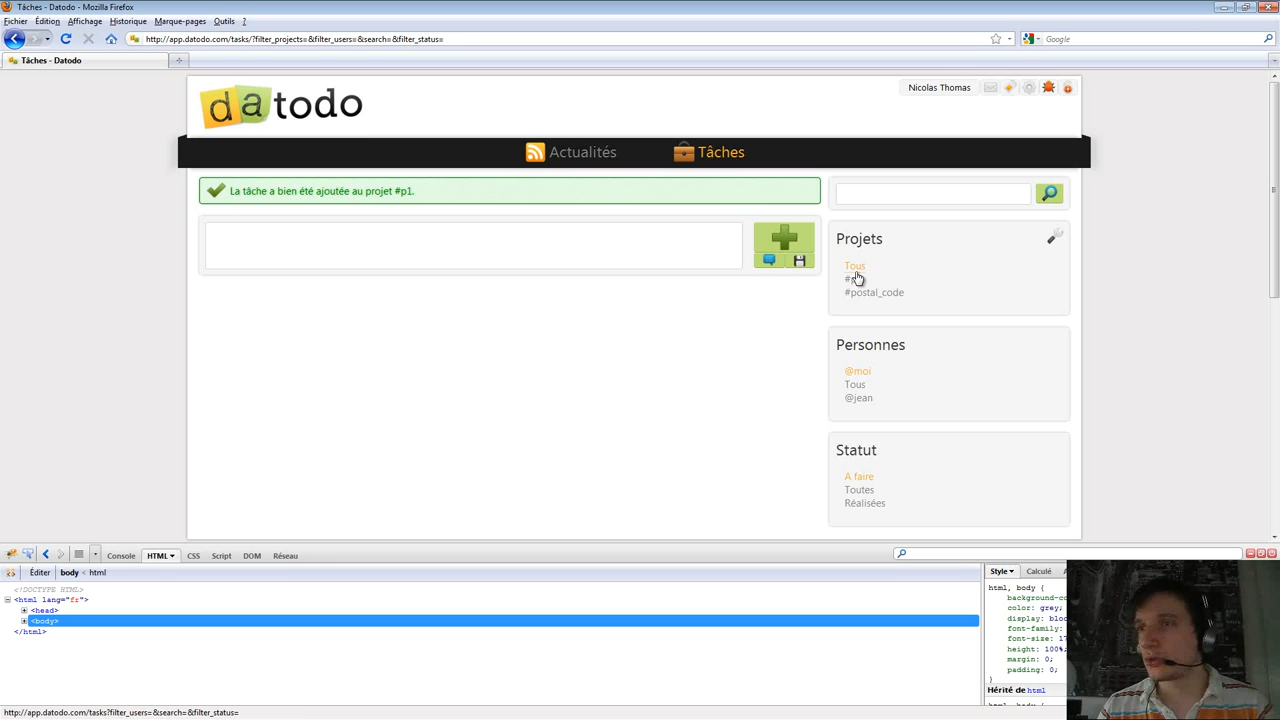 Tâches - Datodo - Mozilla Firefox
Fichier Édition Affichage Historique Marque-pages Outils ?
http://app.datodo.com/tasks/?filter_projects=&filter_users=&search=&filter_status=
Google
Tâches - Datodo
datodo
Nicolas Thomas
Actualités
Tâches
La tâche a bien été ajoutée au projet #p1.
Projets
Tous
#postal_code
Personnes
@moi
Tous
@jean
Statut
A faire
Toutes
Réalisées
Console HTML CSS Script DOM Réseau
Éditer body < html
Style Calculé
<!DOCTYPE HTML>
<html lang="fr">
<head>
<body>
</html>
html, body {
color: grey;
height: 100%;
margin: 0;
padding: 0;
}
Hérité de html
http://app.datodo.com/tasks?filter_users=&search=&filter_status=